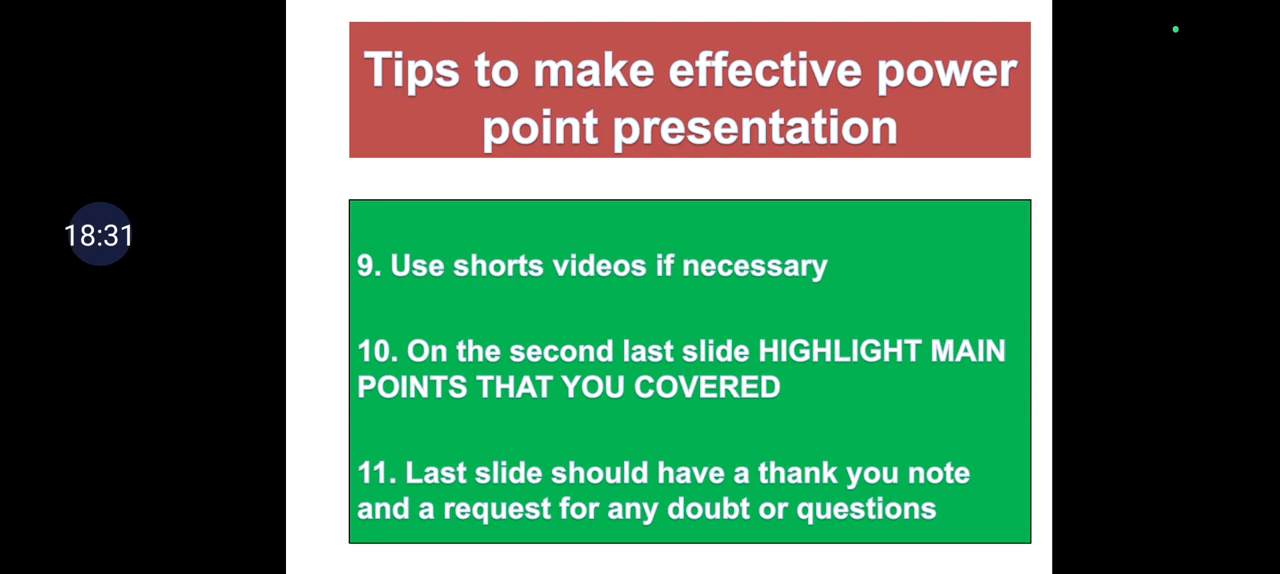 Tips to make effective power
point presentation
18:31
9. Use shorts videos if necessary
10. On the second last slide HIGHLIGHT MAIN
POINTS THAT YOU COVERED
11. Last slide should have a thank you note
and a request for any doubt or questions